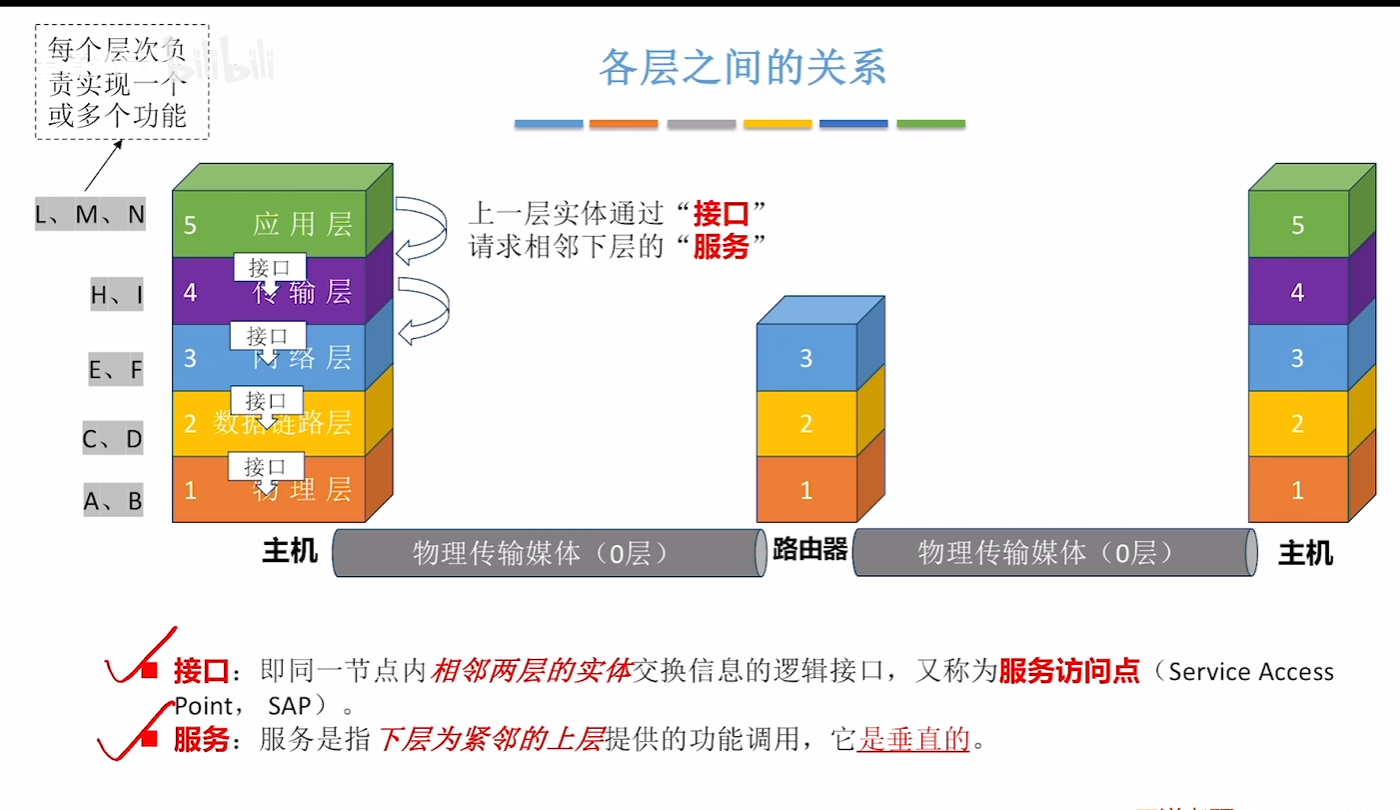 每个层次负
责实现一个
或多个功能
bilibili
各层之间的关系
L、M、N
H、I
E、F
C、D
A、B
5 应用层
接口
4 传输层
接口
3 网络层
接口
2 数据链路层
接口
1 物理层
上一层实体通过“接口”
请求相邻下层的“服务”
3
2
1
5
4
3
2
1
主机
物理传输媒体（0层）
路由器
物理传输媒体（0层）
主机
接口：即同一节点内相邻两层的实体交换信息的逻辑接口，又称为服务访问点（Service Access
Point， SAP）。
服务：服务是指下层为紧邻的上层提供的功能调用，它是垂直的。